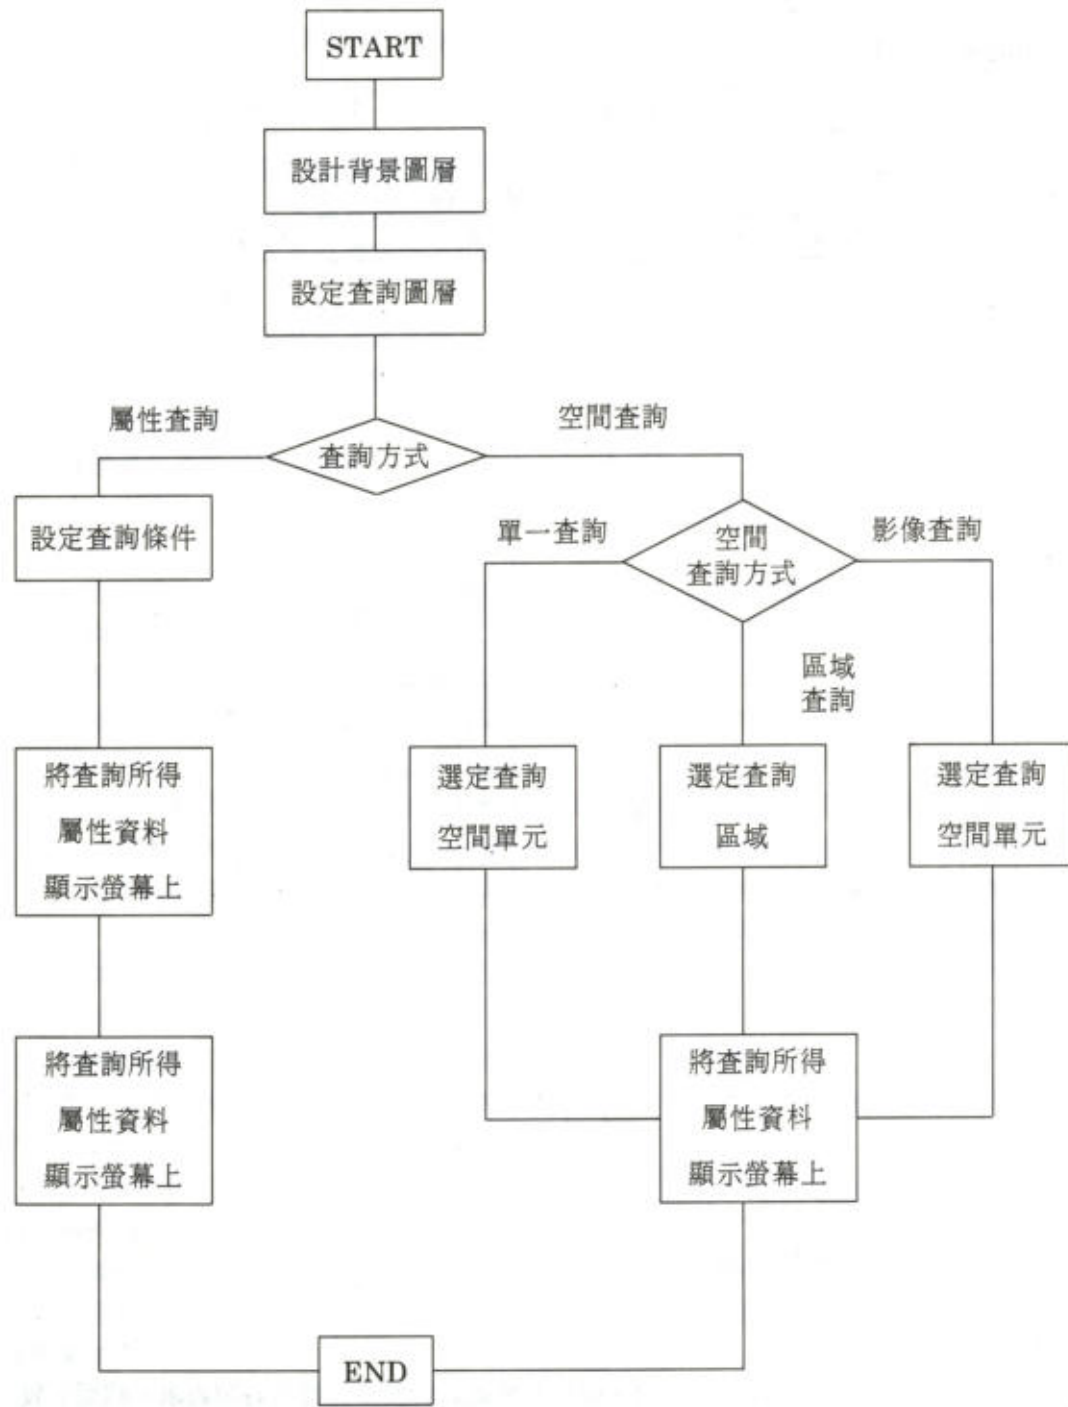 START
設計背景圖層
設定查詢圖層
屬性查詢
空間查詢
查詢方式
設定查詢條件
單一查詢
空間
查詢方式
影像查詢
區域
查詢
將查詢所得
屬性資料
顯示螢幕上
選定查詢
空間單元
選定查詢
區域
選定查詢
空間單元
將查詢所得
屬性資料
顯示螢幕上
將查詢所得
屬性資料
顯示螢幕上
END